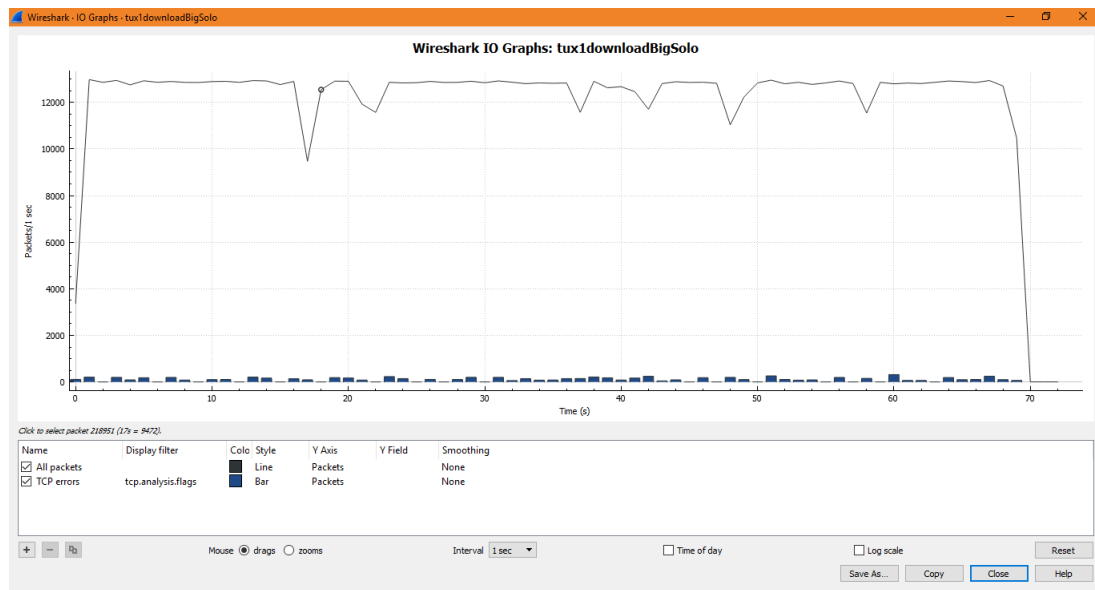 Wireshark · IO Graphs · tux1downloadBigSolo
Wireshark IO Graphs: tux1downloadBigSolo
12000
10000
8000
6000
4000
2000
0
Packets/1 sec
0 10 20 30 40 50 60 70
Time (s)
Click to select packet 218951 (17s = 9472).
Name Display filter Colo Style Y Axis Y Field Smoothing
All packets Line Packets None
TCP errors tcp.analysis.flags Bar Packets None
+ − Mouse drags zooms Interval 1 sec Time of day Log scale Reset
Save As... Copy Close Help